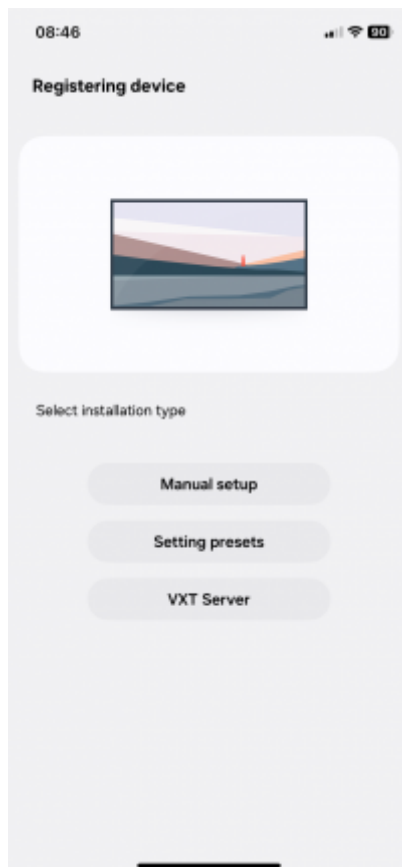 08:46
90
Registering device
Select installation type
Manual setup
Setting presets
VXT Server